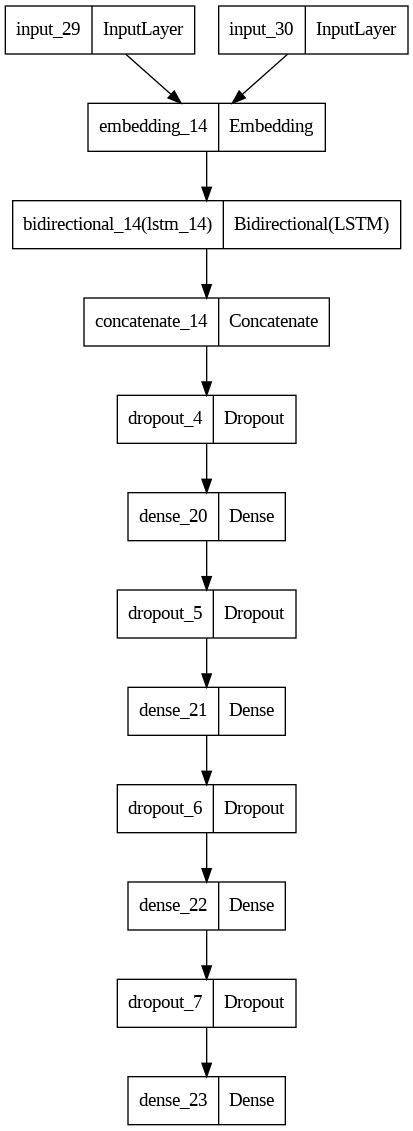 input_29 InputLayer input_30 InputLayer
embedding_14 Embedding
bidirectional_14(lstm_14) Bidirectional(LSTM)
concatenate_14 Concatenate
dropout_4 Dropout
dense_20 Dense
dropout_5 Dropout
dense_21 Dense
dropout_6 Dropout
dense_22 Dense
dropout_7 Dropout
dense_23 Dense